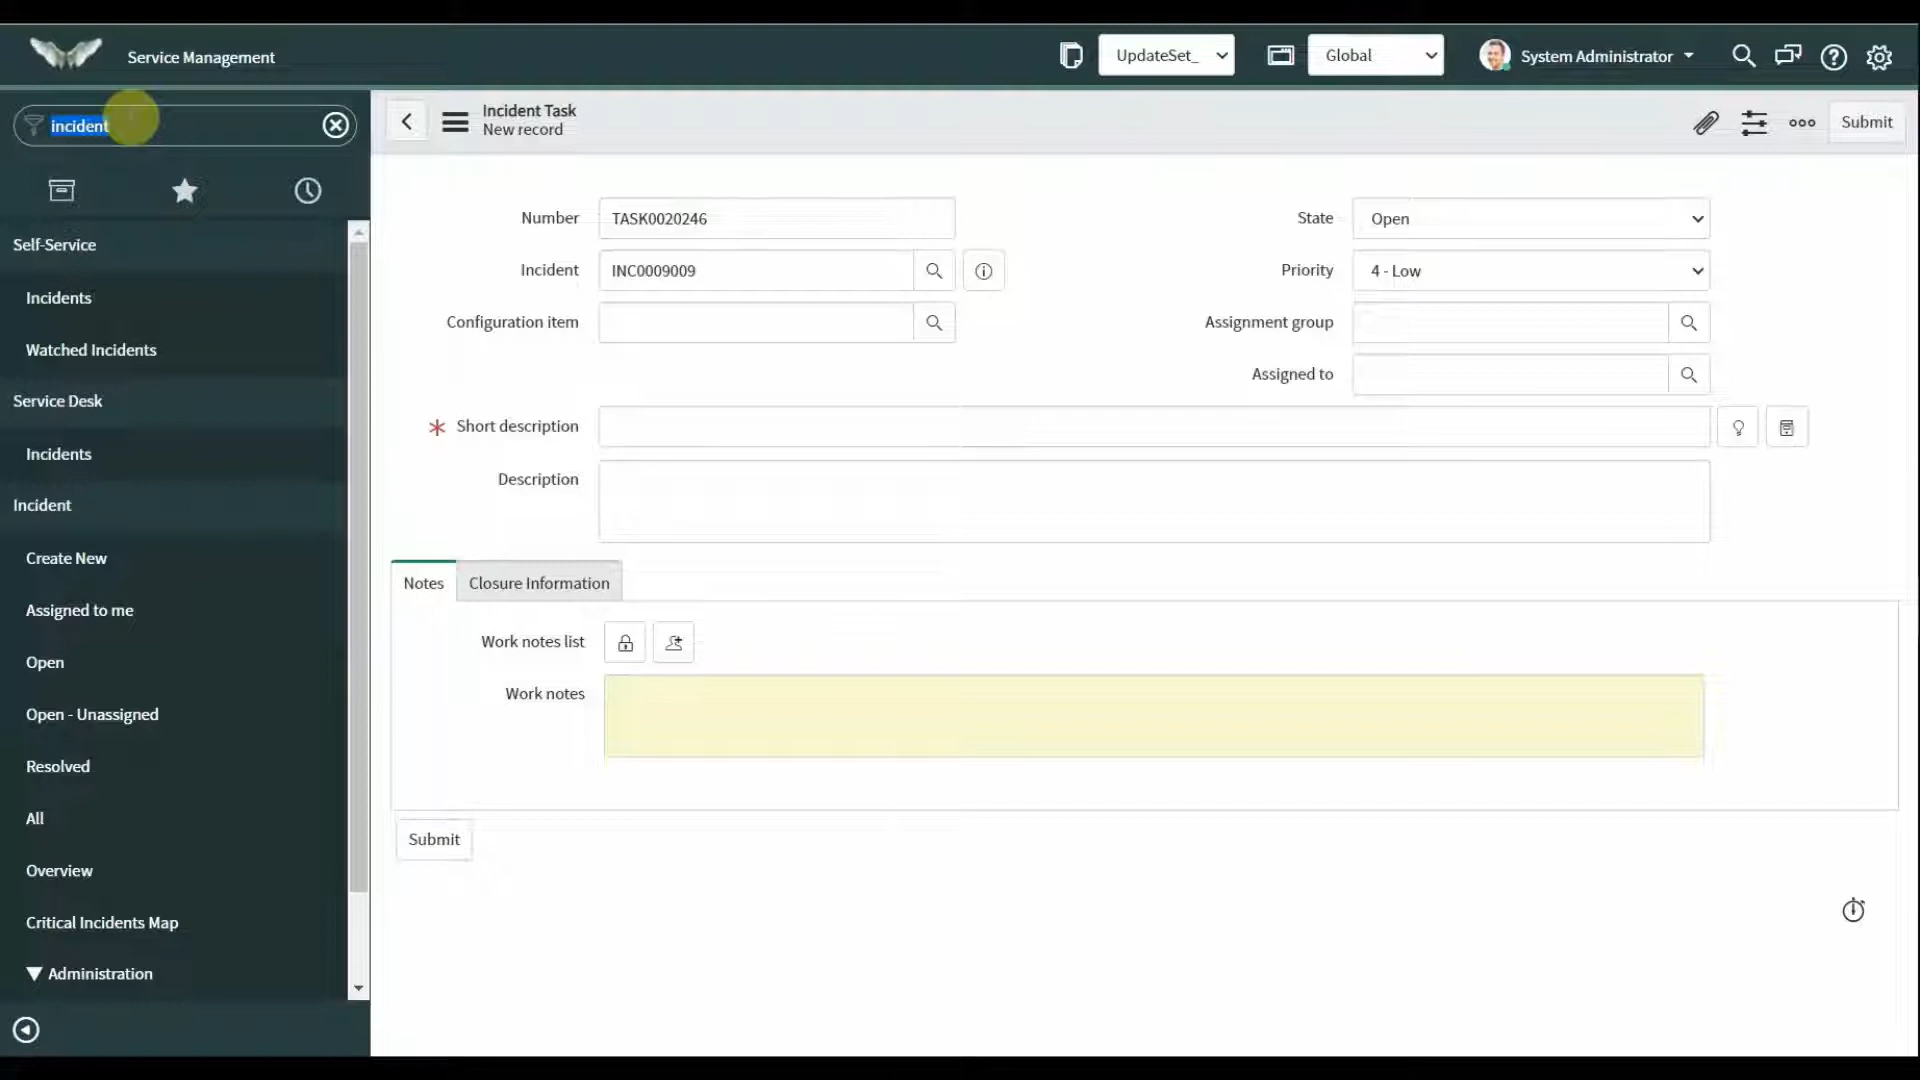 Service Management
UpdateSet_
Global
System Administrator
incident
Incident Task
New record
Submit
Number
TASK0020246
State
Open
Incident
INC0009009
Priority
4 - Low
Configuration item
Assignment group
Assigned to
Short description
Description
Notes
Closure Information
Work notes list
Work notes
Submit
Self-Service
Incidents
Watched Incidents
Service Desk
Incidents
Incident
Create New
Assigned to me
Open
Open - Unassigned
Resolved
All
Overview
Critical Incidents Map
Administration